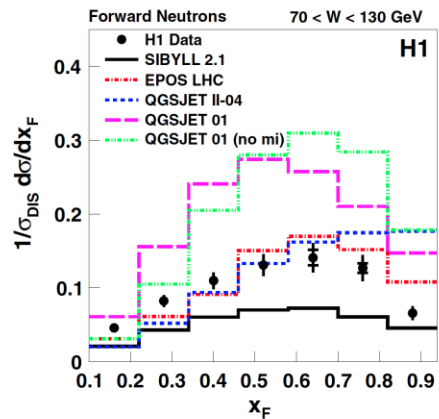 Forward Neutrons 70 < W < 130 GeV
H1 Data
SIBYLL 2.1
EPOS LHC
QGSJET II-04
QGSJET 01
QGSJET 01 (no mi)
H1
1/σDIS dσ/dxF
0.4
0.3
0.2
0.1
0
0.1 0.2 0.3 0.4 0.5 0.6 0.7 0.8 0.9
xF